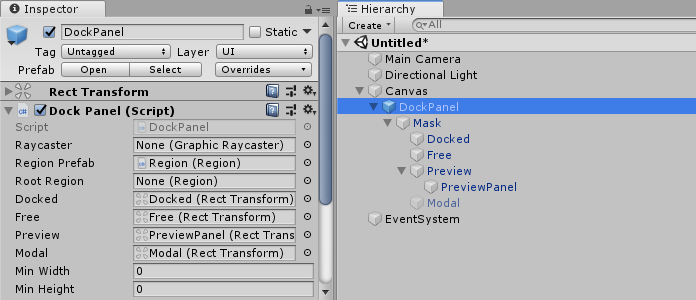 Inspector
DockPanel
Static
Tag Untagged Layer UI
Prefab Open Select Overrides
Rect Transform
Dock Panel (Script)
Script DockPanel
Raycaster None (Graphic Raycaster)
Region Prefab Region (Region)
Root Region None (Region)
Docked Docked (Rect Transform)
Free Free (Rect Transform)
Preview PreviewPanel (Rect Trans
Modal Modal (Rect Transform)
Min Width 0
Min Height 0
Hierarchy
Create All
Untitled*
Main Camera
Directional Light
Canvas
DockPanel
Mask
Docked
Free
Preview
PreviewPanel
Modal
EventSystem